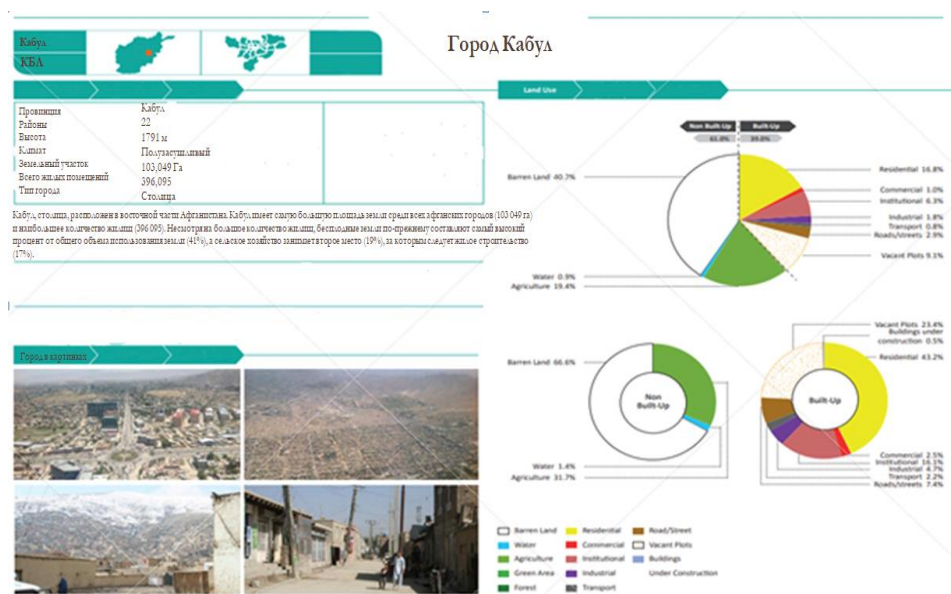 Кабул
КБЛ
Город Кабул
Провинция Кабул
Районы 22
Высота 1791 м
Климат Полузасушливый
Земельный участок 103,049 Га
Всего жилых помещений 396,095
Тип города Столица
Кабул, столица, расположен в восточной части Афганистана. Кабул имеет самую большую площадь земли среди всех афганских городов (103 049 га)
и наибольшее количество жилищ (396 095). Несмотря на большое количество жилищ, бесплодные земли по-прежнему составляют самый высокий
процент от общего объема использования земли (41%), а сельское хозяйство занимает второе место (19%), за которым следует жилое строительство
(17%).
Город в картинках
Land Use
Non Built-Up Built-Up
61.0% 39.0%
Barren Land 40.7%
Water 0.9%
Agriculture 19.4%
Residential 16.8%
Commercial 1.0%
Institutional 6.3%
Industrial 1.8%
Transport 0.8%
Roads/streets 2.9%
Vacant Plots 9.1%
Barren Land 66.6%
Non
Built-Up
Water 1.4%
Agriculture 31.7%
Vacant Plots 23.4%
Buildings under
construction 0.5%
Residential 43.2%
Built-Up
Commercial 2.5%
Institutional 16.1%
Industrial 4.7%
Transport 2.2%
Roads/streets 7.4%
Barren Land Residential Road/Street
Water Commercial Vacant Plots
Agriculture Institutional Buildings
Green Area Industrial Under Construction
Forest Transport